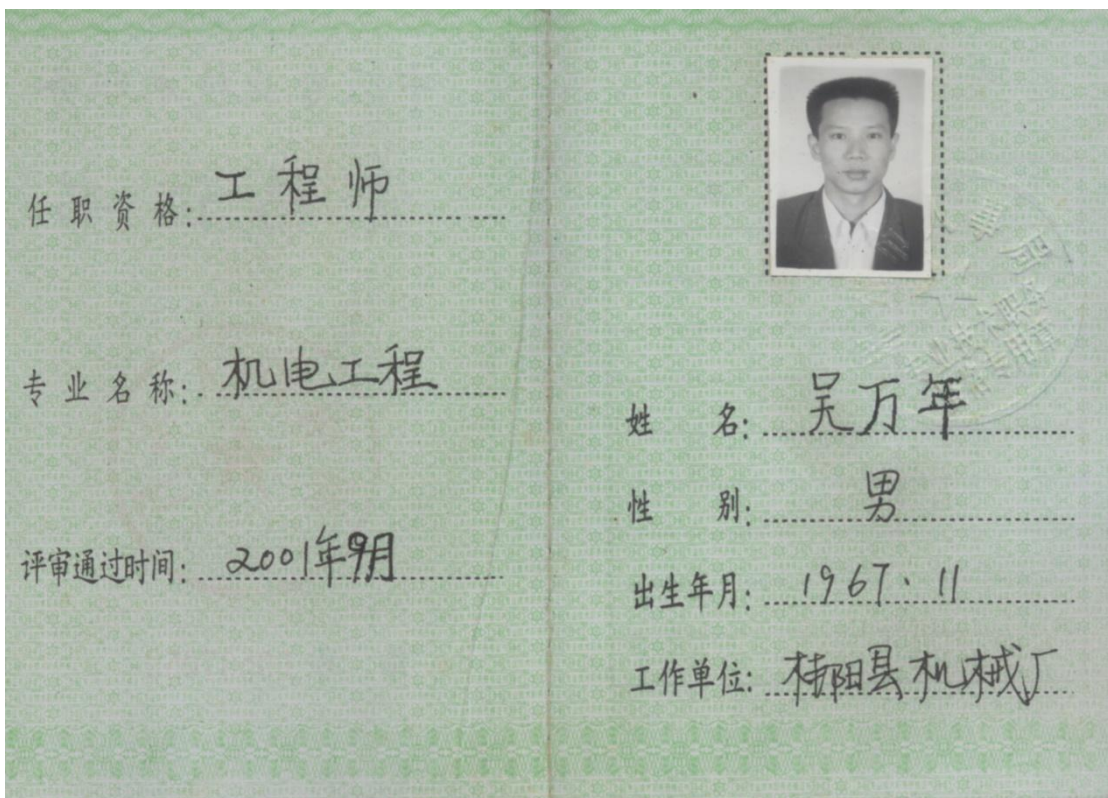 任职资格: 工程师
专业名称: 机电工程
评审通过时间: 2001年9月
姓名: 吴万年
性别: 男
出生年月: 1967.11
工作单位: 桂阳县机械厂